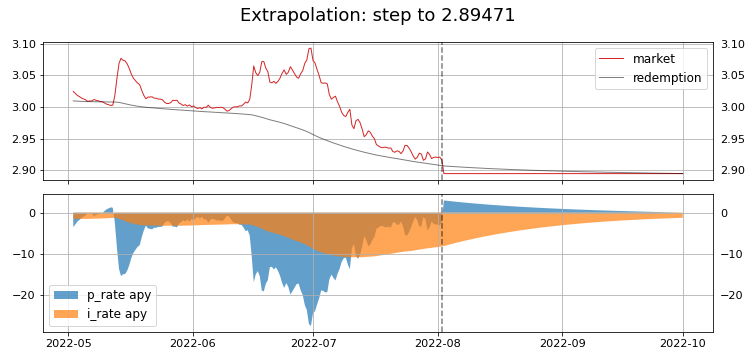 Extrapolation: step to 2.89471
3.10 3.10
3.05 3.05
3.00 3.00
2.95 2.95
2.90 2.90
market
redemption
0 0
−10 −10
−20 −20
p_rate apy
i_rate apy
2022-05 2022-06 2022-07 2022-08 2022-09 2022-10